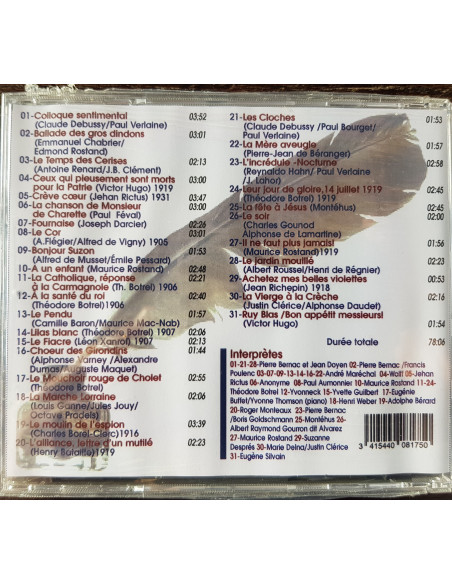 01-Colloque sentimental 03:52
(Claude Debussy/Paul Verlaine)
02-Ballade des gros dindons 03:01
(Emmanuel Chabrier/
Edmond Rostand)
03-Le Temps des Cerises 02:13
(Antoine Renard/J.B. Clément)
04-Ceux qui pieusement sont morts 03:00
pour la Patrie (Victor Hugo) 1919
05-Crève cœur (Jehan Rictus) 1931 03:47
06-La chanson de Monsieur
de Charette (Paul Féval)
07-Fournaise (Joseph Darcier) 02:26
08-Le Cor 03:01
(A.Flégier/Alfred de Vigny) 1906
09-Bonjour Suzon 01:53
(Alfred de Musset/Émile Pessard)
10-À un enfant (Maurice Rostand) 02:48
11-La Catholique, réponse 02:21
à la Carmagnole (Th. Botrel) 1906
12-À la santé du roi 02:40
(Théodore Botrel)1906
13-Le Pendu 01:47
(Camille Baron/Maurice Mac-Nab)
14-Lilas blanc (Théodore Botrel) 1907 02:06
15-Le Fiacre (Léon Xanrof) 1907 02:13
16-Choeur des Girondins 01:44
(Alphonse Varney/Alexandre
Dumas/Auguste Maquet)
17-Le Mouchoir rouge de Cholet 02:55
(Théodore Botrel)
18-La Marche Loraine 02:06
(Louis Ganne/Jules Jouy/
Octave Pradels)
19-Le moulin de l'espion 03:39
(Charles Borel-Clerc)1916
20-L'alliance, lettre d'un mutilé 02:23
(Henry Bulaitte)1919
21-Les Cloches 01:53
(Claude Debussy /Paul Bourget/
Paul Verlaine)
22-La Mère aveugle 01:57
(Pierre-Jean de Béranger)
23-L'incrédule -Nocturne 02:58
(Reynaldo Hahn/- Paul Verlaine
/J. Lahor)
24-Leur jour de gloire,14 juillet 1919 02:45
(Théodore Botrel) 1919
25-La fête à Jésus (Montéhus) 02:45
26-Le soir 02:00
(Charles Gounod
Alphonse de Lamartine)
27-Il ne faut plus jamais! 01:56
(Maurice Rostand)1919
28-Le jardin mouillé 02:23
(Albert Roussel/Henri de Régnier)
29-Achetez mes belles violettes 03:30
(Jean Richepin) 1918
30-La Vierge à la Crèche 02:16
(Justin Clérice/Alphonse Daudet)
31-Ruy Blas /Bon appétit messieurs!
(Victor Hugo) 01:54
Durée totale 78:06
Interprètes
01-21-28-Pierre Bernac et Jean Doyen 02-Pierre Bernac /Francis
Poulenc 03-07-09-13-14-16-22- André Maréchal 04-Wolff 05-Jehan
Rictus 06-Anonyme 08- Paul Aumonnier 10-Maurice Rostand 11-24-
Théodore Botrel 12-Yvonneck 15-Yvette Guilbert 17-Eugénie
Buffet/Yvonne Thomson (piano) 18-Henri Weber 19-Adolphe Bérard
20-Roger Monteaux 23-Pierre Bernac
/Boris Goldschmann 25-Montéhus 26-
Albert Raymond Gourron dit Alvarez
27-Maurice Rostand 29-Suzanne
Després 30-Marie Delna/Justin Clérice
31-Eugène Silvain
3 415440 081750